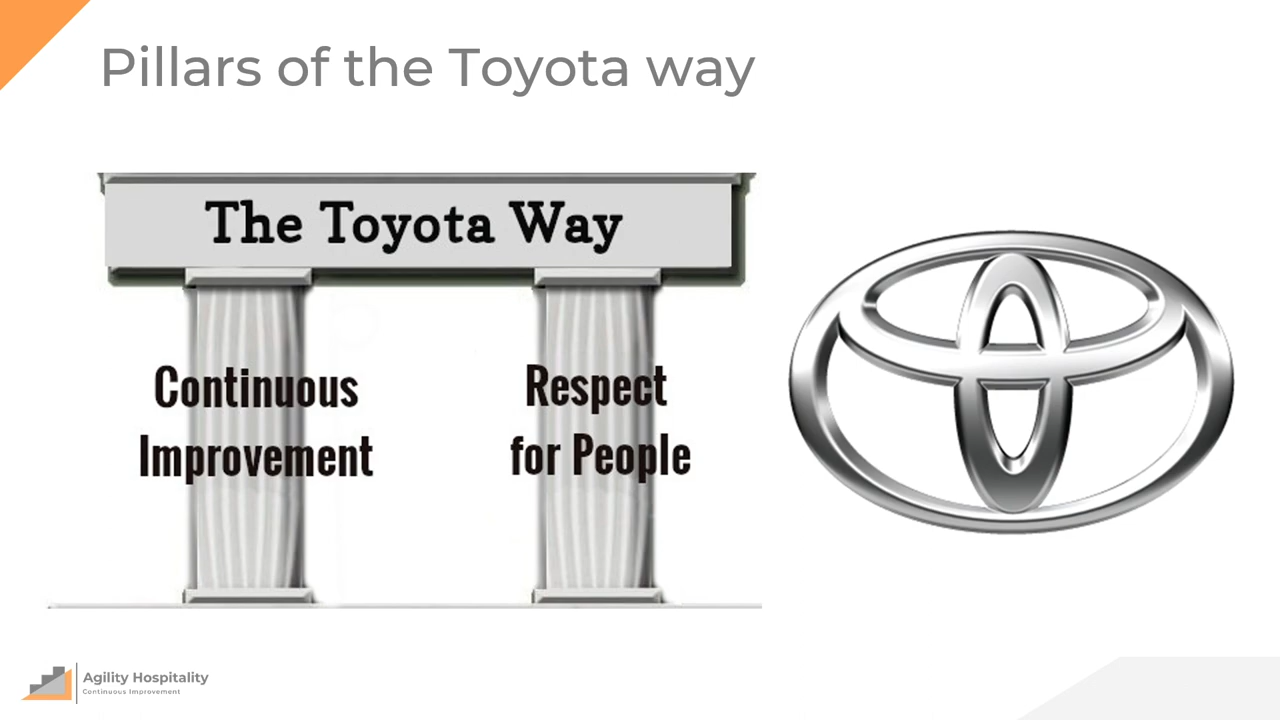 Pillars of the Toyota way
The Toyota Way
Continuous
Improvement
Respect
for People
Agility Hospitality
Continuous Improvement